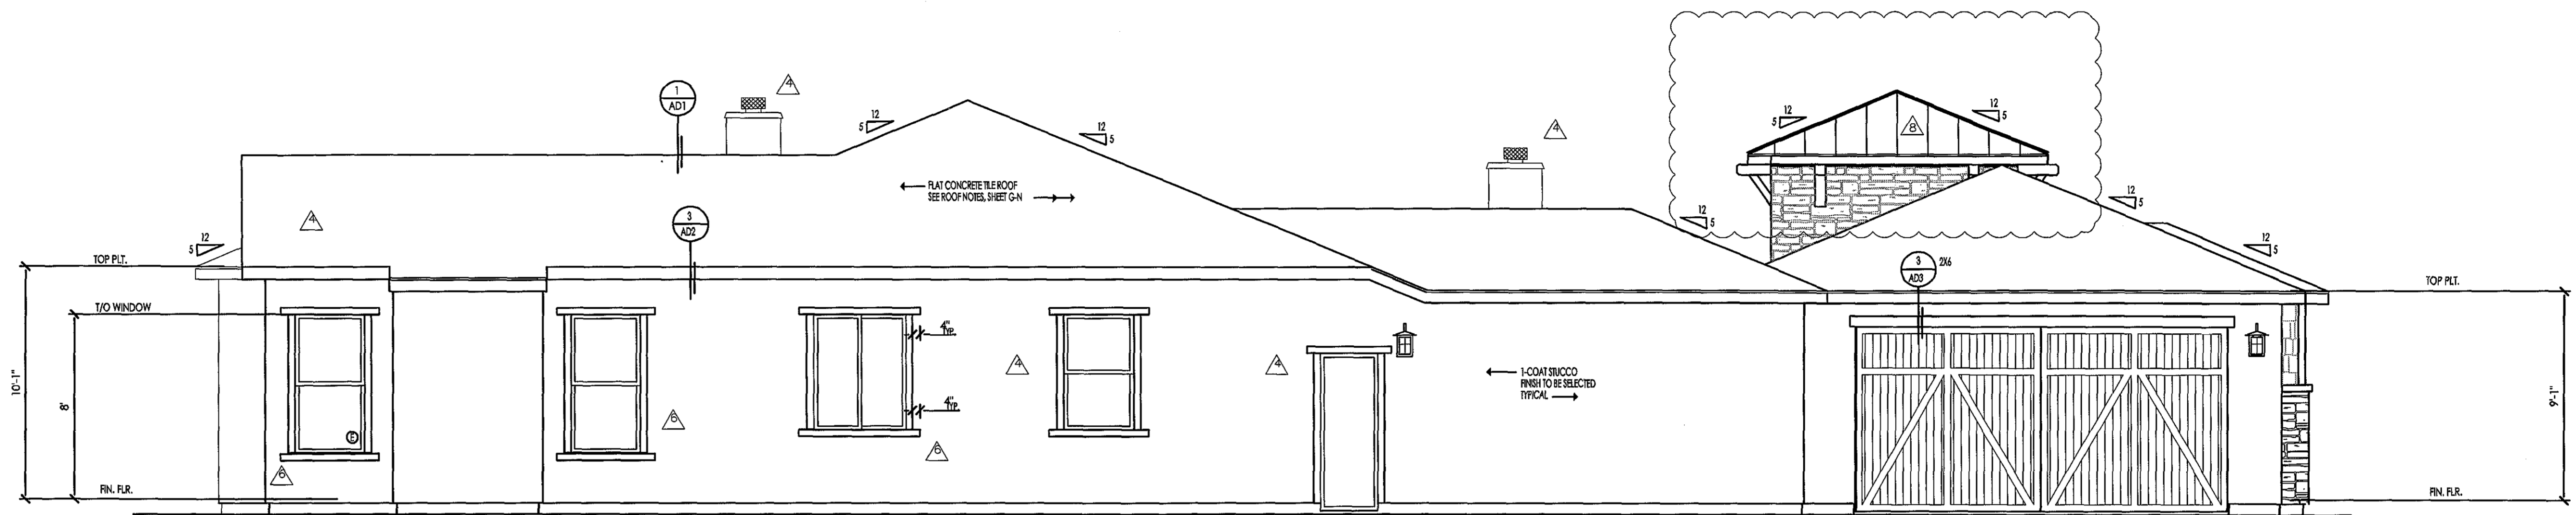 1
AD1
4
12
5
12
5
12
5
8
12
5
4
FLAT CONCRETE TILE ROOF
SEE ROOF NOTES, SHEET G-N
4
3
AD2
12
5
12
5
12
5
12
5
TOP PLT.
3
AD3
2X6
TOP PLT.
T/O WINDOW
10'-1"
8'
4"
TYP.
4"
TYP.
4
4
1-COAT STUCCO
FINISH TO BE SELECTED
TYPICAL
9'-1"
E
6
6
6
FIN. FLR.
FIN. FLR.